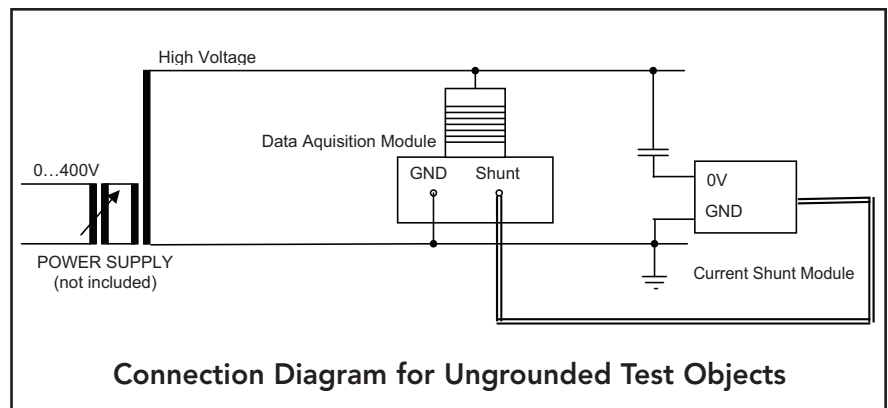 High Voltage
Data Aquisition Module
0...400V
GND Shunt
0V
GND
POWER SUPPLY
(not included)
Current Shunt Module
Connection Diagram for Ungrounded Test Objects